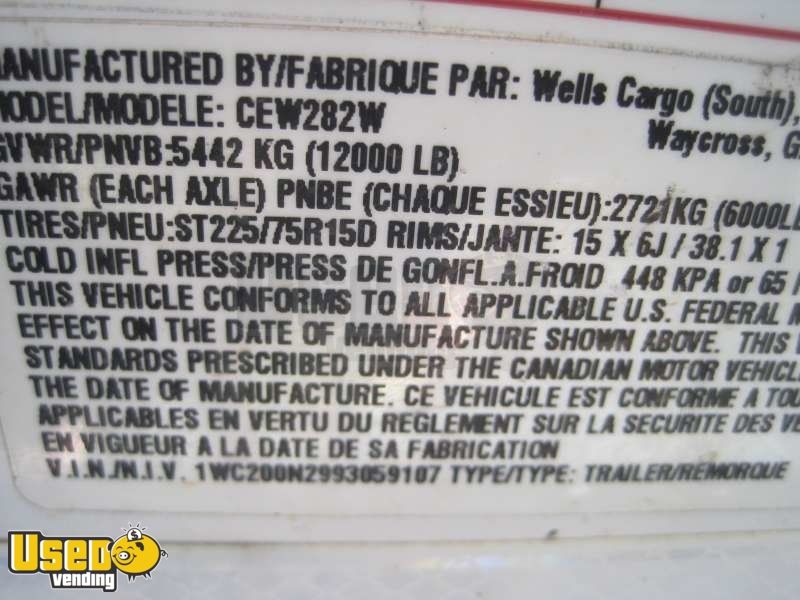 MANUFACTURED BY/FABRIQUE PAR: Wells Cargo (South),
MODEL/MODELE: CEW282W
Waycross, G
GVWR/PNVB:5442 KG (12000 LB)
GAWR (EACH AXLE) PNBE (CHAQUE ESSIEU):2721KG (6000LB
TIRES/PNEU:ST225/75R15D RIMS/JANTE: 15 X 6J / 38.1 X 1
COLD INFL PRESS/PRESS DE GONFL.A.FROID 448 KPA or 65 P
THIS VEHICLE CONFORMS TO ALL APPLICABLE U.S. FEDERAL M
EFFECT ON THE DATE OF MANUFACTURE SHOWN ABOVE. THIS V
STANDARDS PRESCRIBED UNDER THE CANADIAN MOTOR VEHICLE
THE DATE OF MANUFACTURE. CE VEHICULE EST CONFORME A TOU
APPLICABLES EN VERTU DU REGLEMENT SUR LA SECURITE DES VE
EN VIGUEUR A LA DATE DE SA FABRICATION
V.I.N./N.I.V. 1WC200N2993059107 TYPE/TYPE: TRAILER/REMORQUE
Used
vending